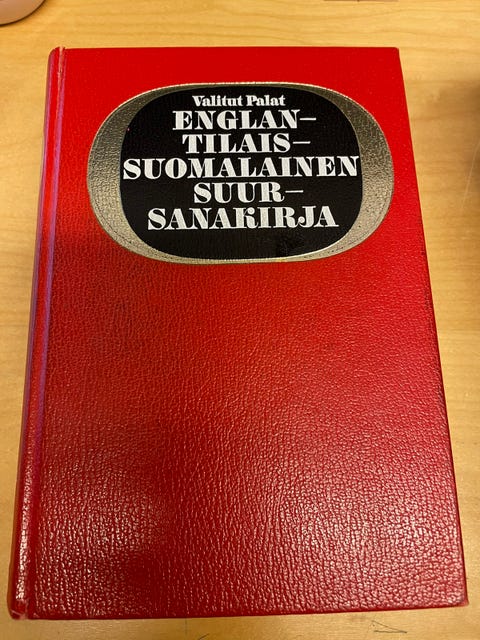 Valitut Palat
ENGLAN–
TILAIS–
SUOMALAINEN
SUUR–
SANAKIRJA